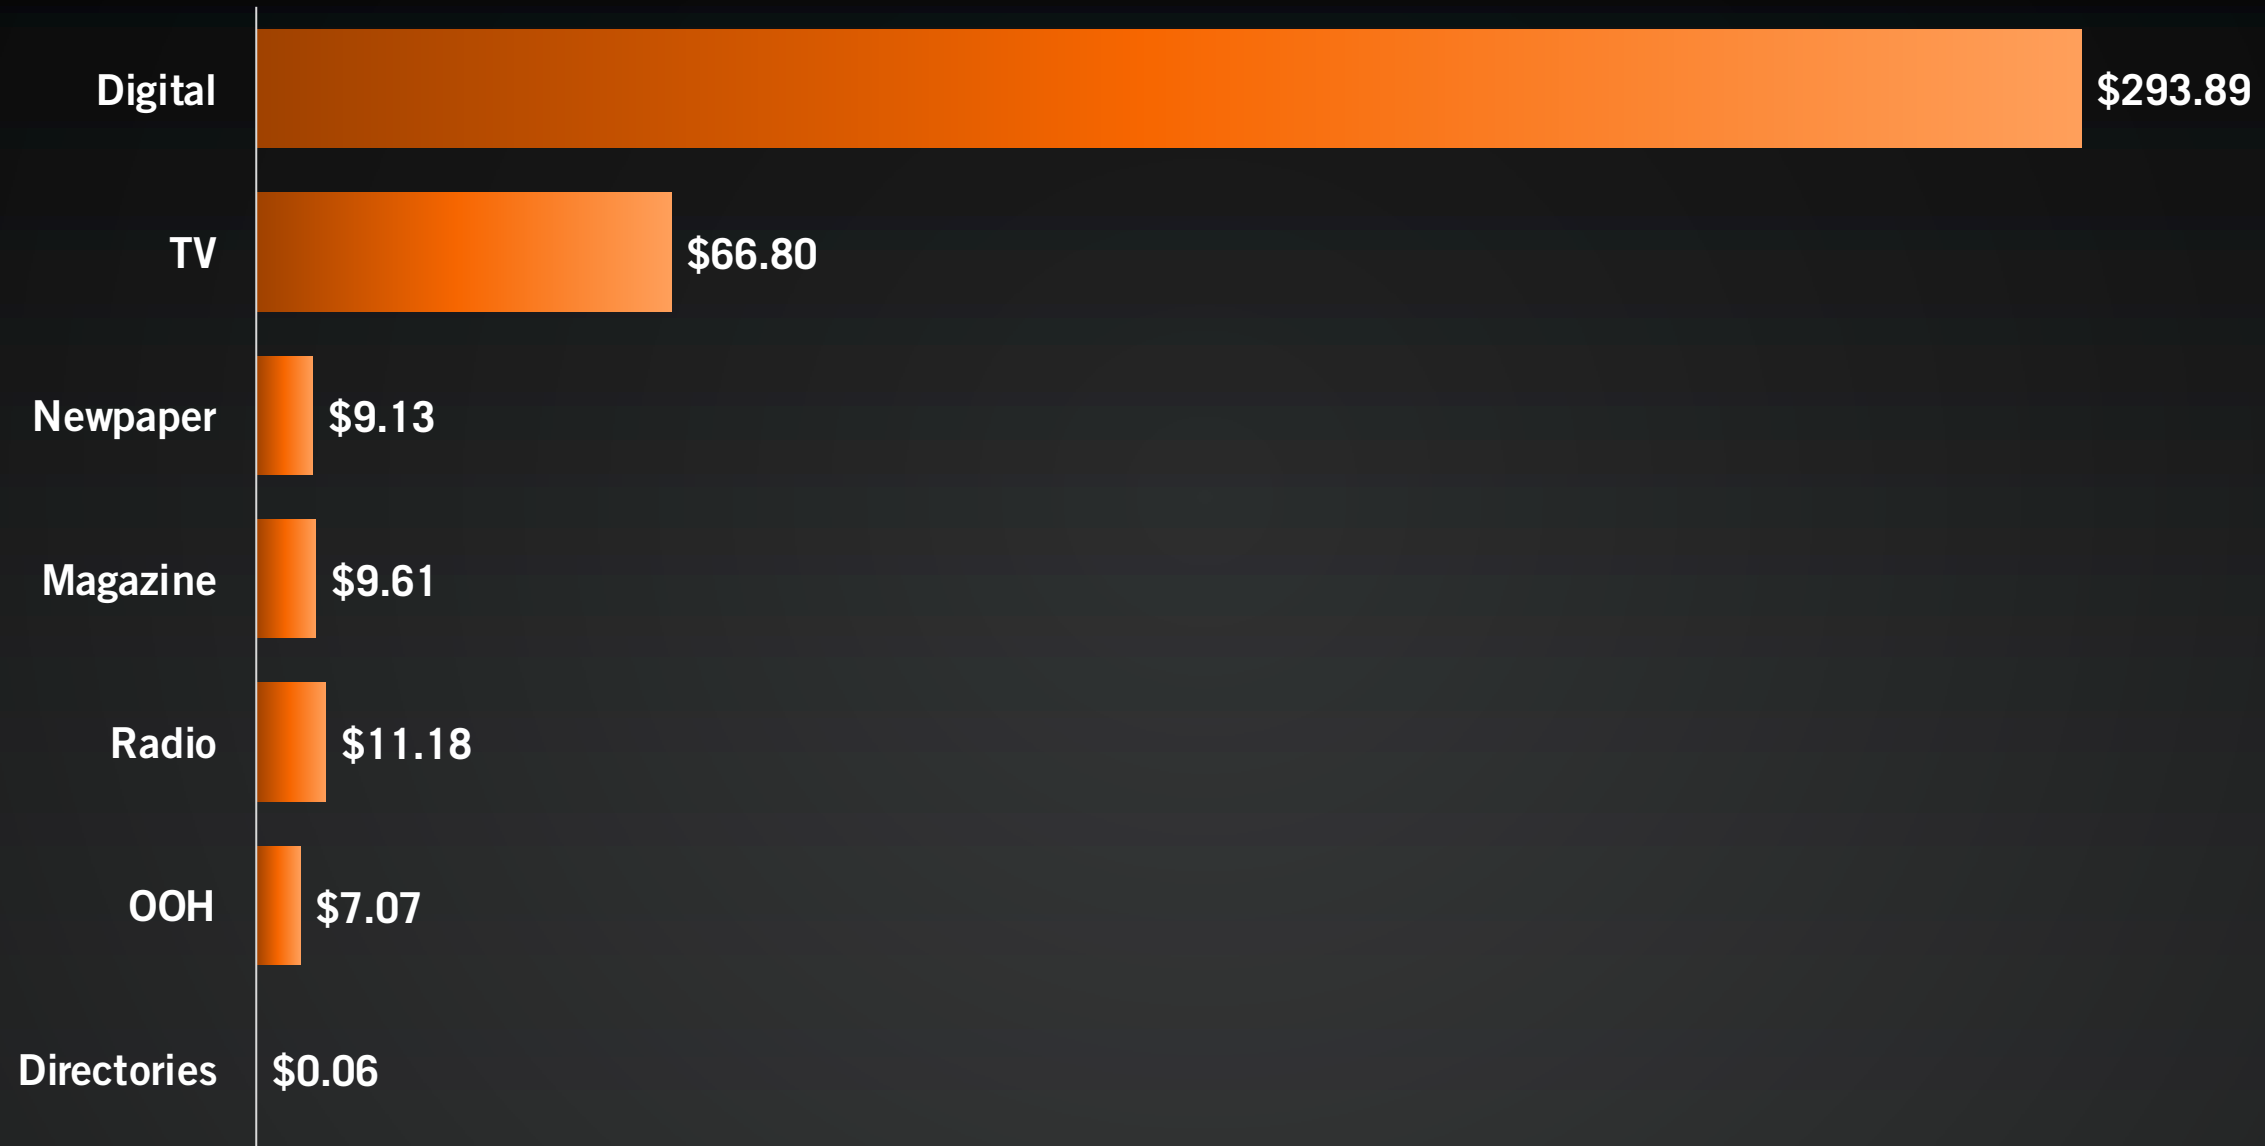 Digital $293.89
TV $66.80
Newpaper $9.13
Magazine $9.61
Radio $11.18
OOH $7.07
Directories $0.06